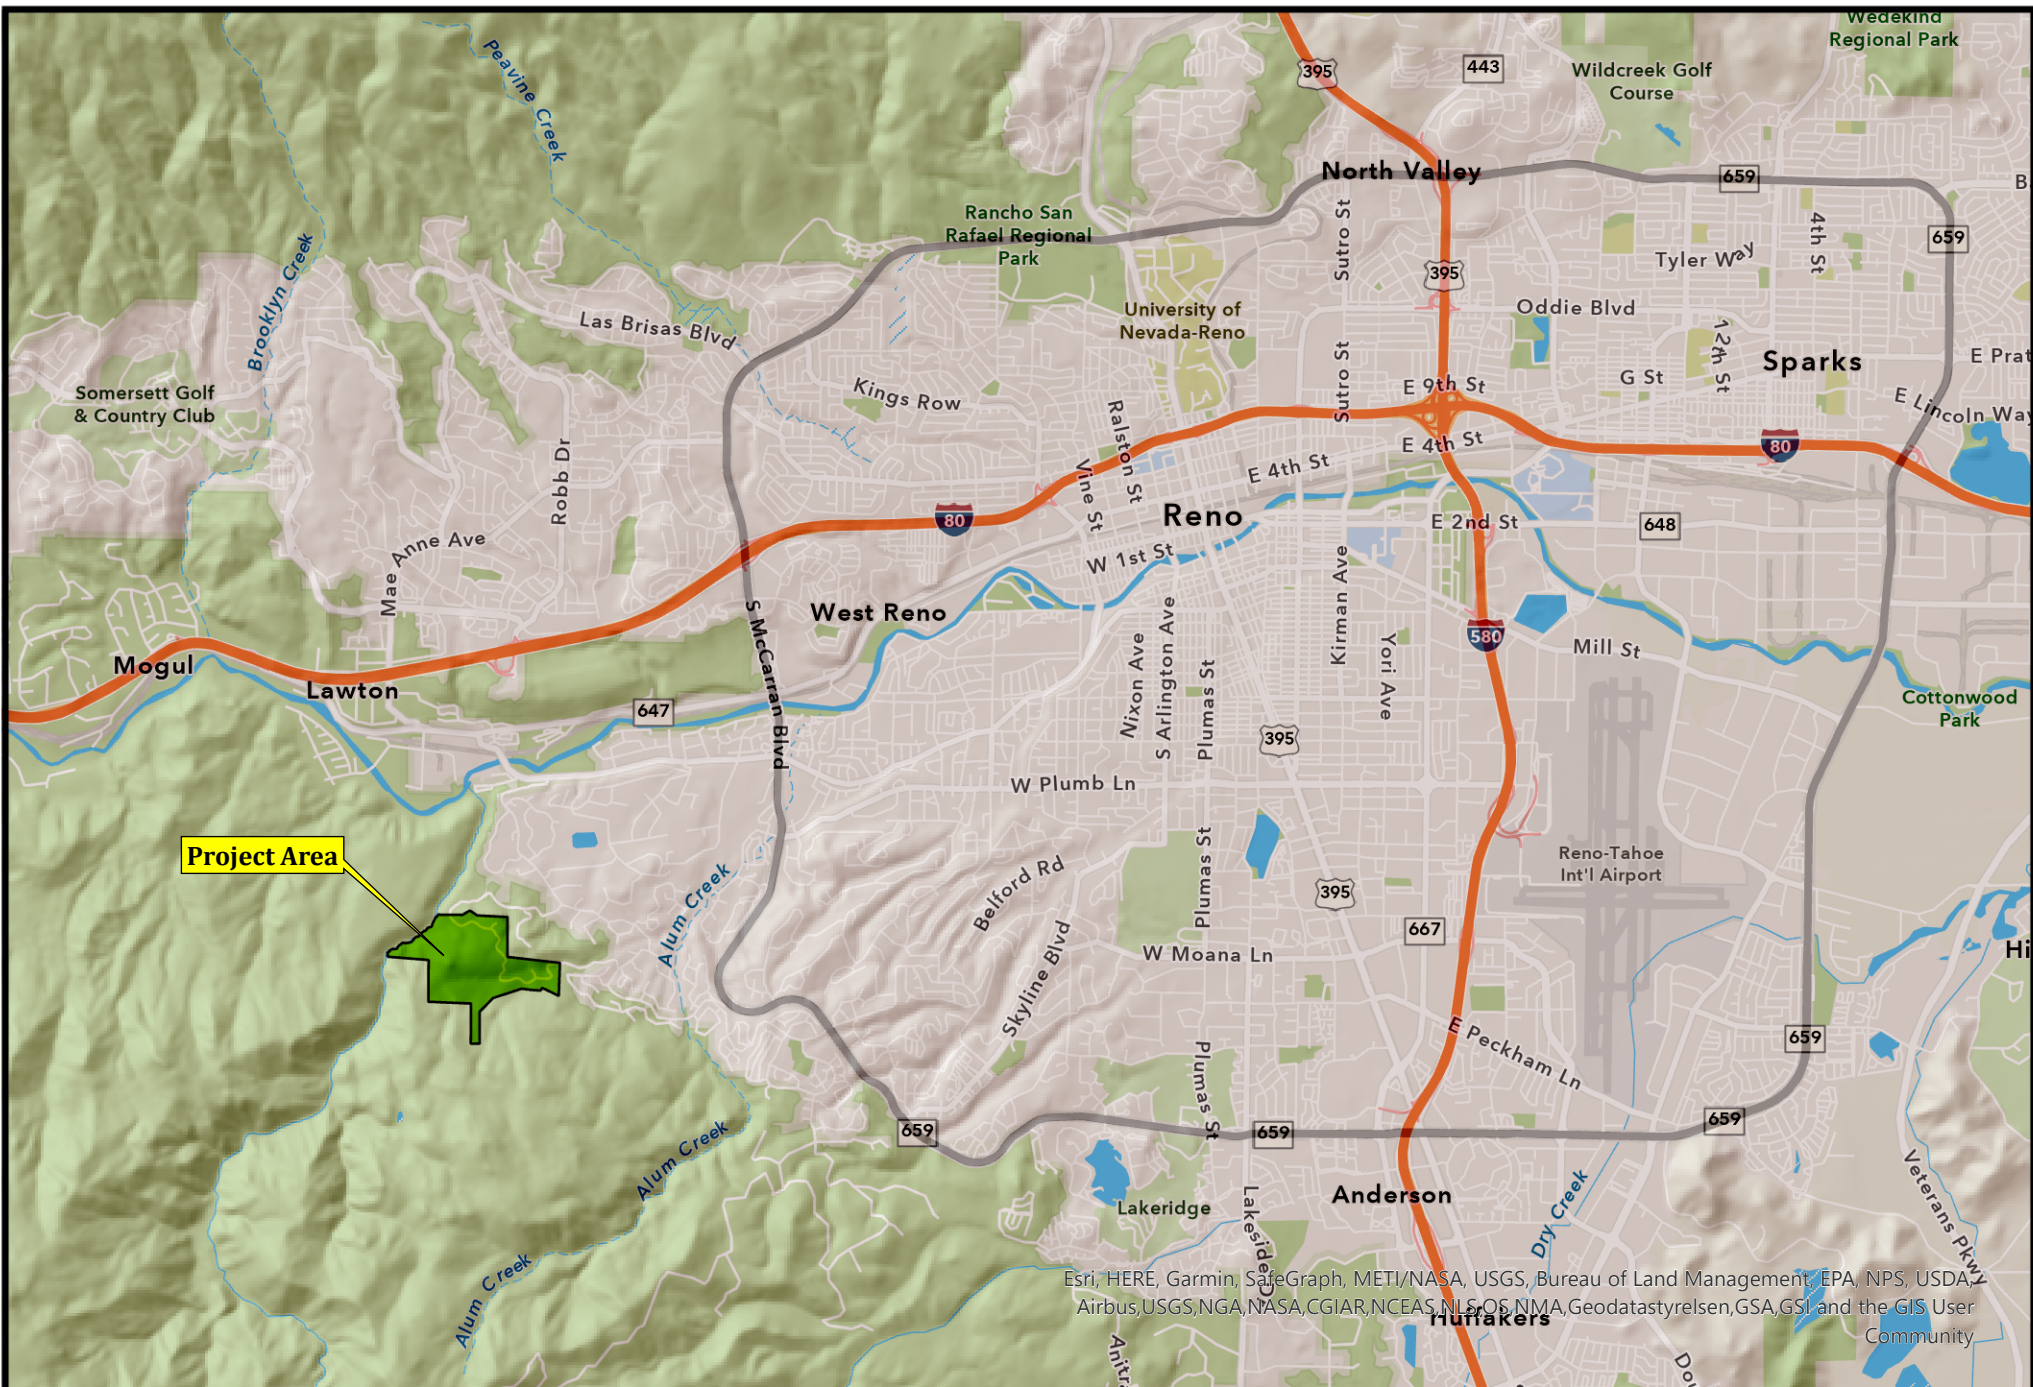 Wedekind
Regional Park
395
443
Wildcreek Golf
Course
Peavine Creek
North Valley
659
B
Rancho San
Rafael Regional
Park
Sutro St
4th St
659
Tyler Way
Brooklyn Creek
395
University of
Nevada-Reno
Oddie Blvd
Las Brisas Blvd
12th St
Sparks
E Prat
Sutro St
G St
E 9th St
Somersett Golf
& Country Club
Kings Row
E Lincoln Way
Ralston St
E 4th St
80
Robb Dr
Vine St
E 4th St
80
Reno
E 2nd St
648
Mae Anne Ave
W 1st St
Kirman Ave
West Reno
S McCarran Blvd
580
Mill St
Nixon Ave
S Arlington Ave
Plumas St
Yori Ave
Mogul
Lawton
647
395
Cottonwood
Park
W Plumb Ln
Project Area
Plumas St
Reno-Tahoe
Int'l Airport
Belford Rd
395
Alum Creek
667
W Moana Ln
Hi
Skyline Blvd
E Peckham Ln
659
Plumas St
659
659
659
Alum Creek
Anderson
Lakeridge
Lakeside Dr
Dry Creek
Veterans Pkwy
Alum Creek
Esri, HERE, Garmin, SafeGraph, METI/NASA, USGS, Bureau of Land Management, EPA, NPS, USDA,
Airbus,USGS,NGA,NASA,CGIAR,NCEAS,NLS,OS,NMA,Geodatastyrelsen,GSA,GSI and the GIS User
Community
Huffakers
Anitra
Dou